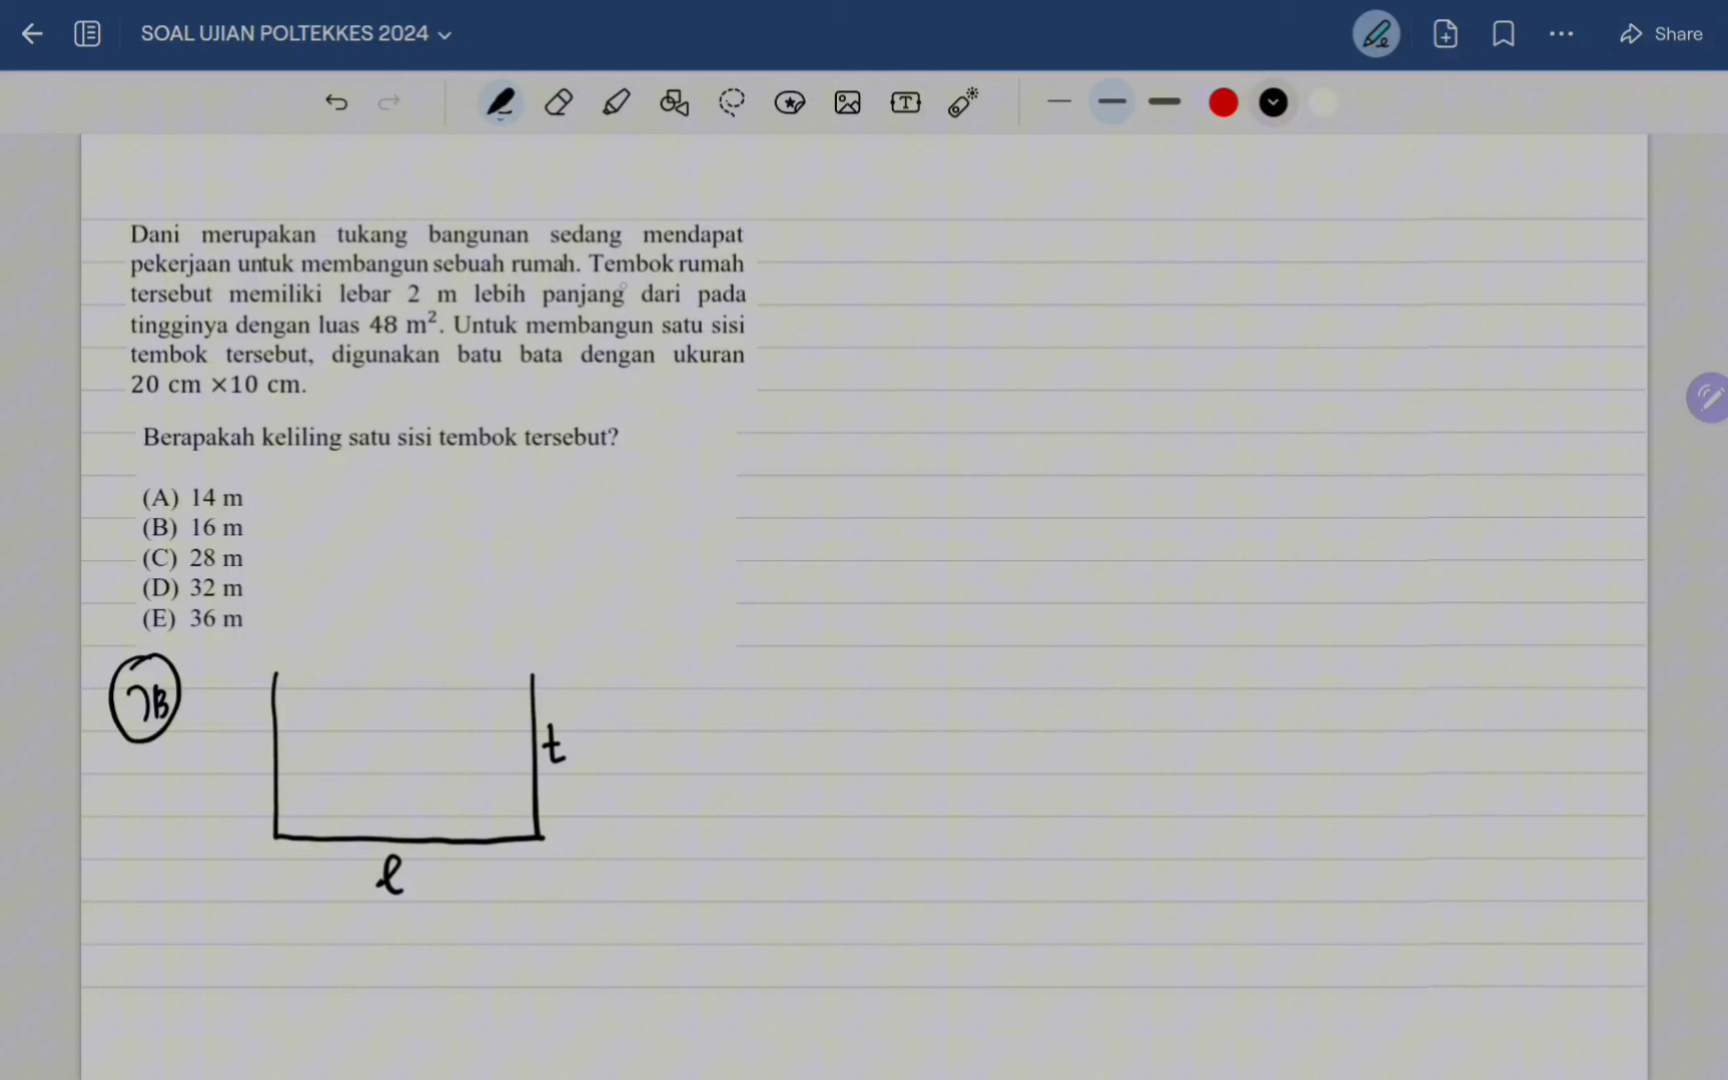 SOAL UJIAN POLTEKKES 2024
Share
Dani merupakan tukang bangunan sedang mendapat
pekerjaan untuk membangun sebuah rumah. Tembok rumah
tersebut memiliki lebar 2 m lebih panjang dari pada
tingginya dengan luas 48 m². Untuk membangun satu sisi
tembok tersebut, digunakan batu bata dengan ukuran
20 cm ×10 cm.
Berapakah keliling satu sisi tembok tersebut?
(A) 14 m
(B) 16 m
(C) 28 m
(D) 32 m
(E) 36 m
t
l